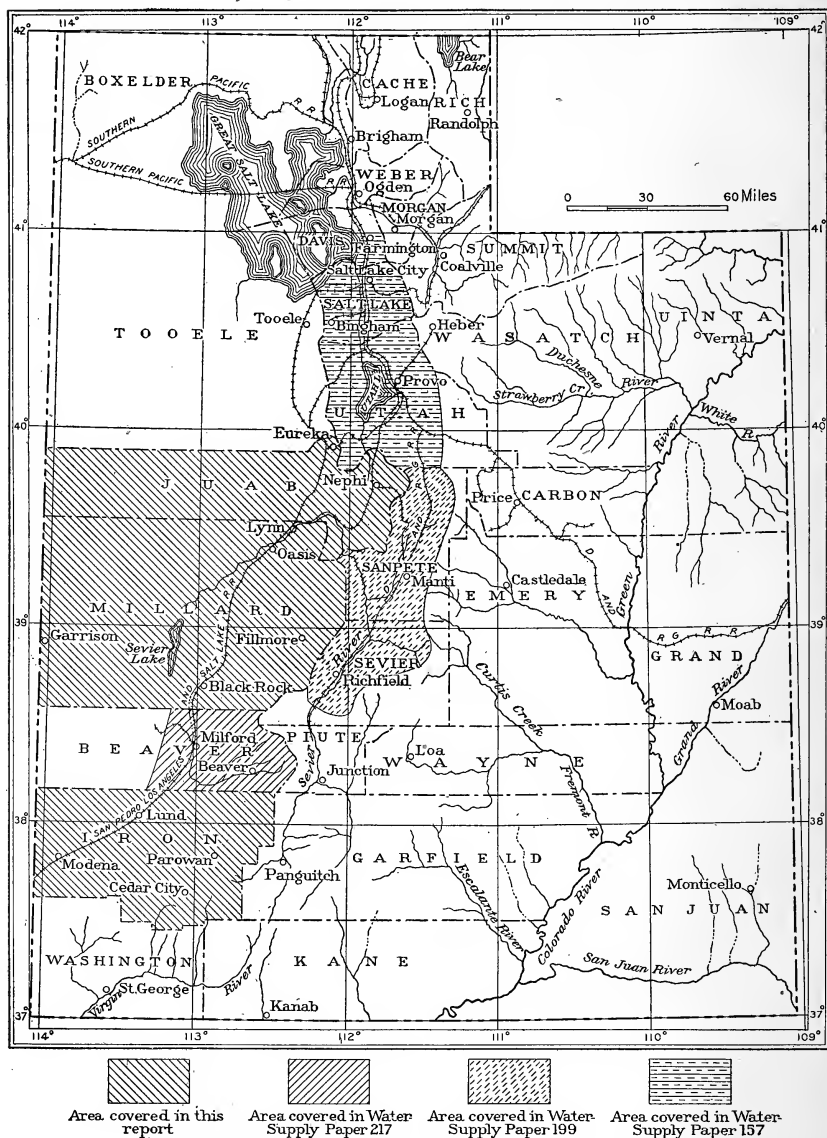 114° 113° 112° 111° 110° 109°
42° 42°
BOXELDER
PACIFIC
R R
SOUTHERN
SOUTHERN PACIFIC
R R
GREAT SALT LAKE
CACHE
Logan
RICH
Randolph
Bear
Lake
Brigham
WEBER
Ogden
MORGAN
Morgan
0 30 60 Miles
41° 41°
DAVIS
Farmington
SUMMIT
Coalville
Salt Lake City
SALT LAKE
Tooele
Bingham
Heber
TOOELE
WASATCH
UINTA
Vernal
Duchesne River
Strawberry Cr.
Provo
UTAH L.
UTAH
White R.
Green River
40° 40°
Eureka
JUAB
Nephi
Price
CARBON
Lynn
Oasis
SANPETE
Manti
Castledale
EMERY
D AND R G R R
MILLARD
39° 39°
Garrison
Sevier
Lake
Fillmore
SEVIER
Richfield
GRAND
Grand River
Moab
Black Rock
SAN PEDRO LOS ANGELES AND SALT LAKE R R
Curtis Creek
BEAVER
Milford
Beaver
PIUTE
Junction
Sevier River
Loa
WAYNE
Fremont R.
38° 38°
Lund
IRON
Modena
Parowan
Cedar City
Panguitch
GARFIELD
Escalante River
Colorado River
Monticello
SAN JUAN
San Juan River
WASHINGTON
St. George
Virgin River
KANE
Kanab
37° 37°
114° 113° 112° 111° 110° 109°
Area covered in this
report
Area covered in Water-
Supply Paper 217
Area covered in Water-
Supply Paper 199
Area covered in Water-
Supply Paper 157